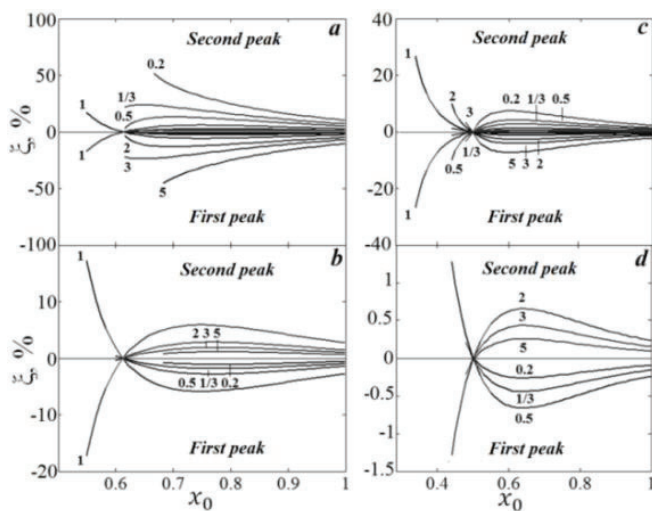 100
50
0
-50
-100
ξ, %
Second peak
a
0.2
1/3
0.5
1
1
2
3
5
First peak
40
20
0
-20
-40
Second peak
c
1
2
3
0.2 1/3 0.5
1/3
0.5
5 3 2
1
First peak
10
0
-10
-20
ξ, %
Second peak
b
1
2 3 5
0.5 1/3 0.2
1
First peak
0.6 0.7 0.8 0.9 1
x0
1
0.5
0
-0.5
-1
-1.5
Second peak
d
2
3
5
0.2
1/3
0.5
First peak
0.4 0.6 0.8 1
x0